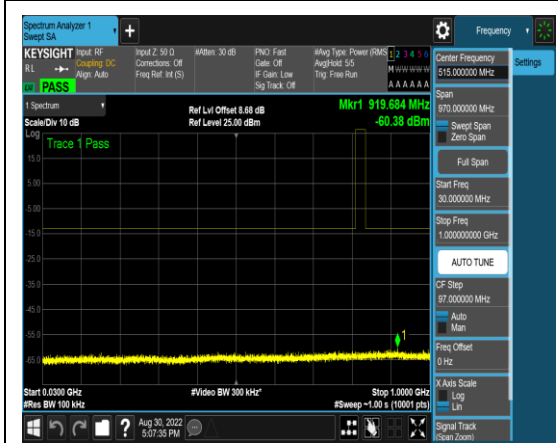 Spectrum Analyzer 1
Swept SA
Frequency
KEYSIGHT
Input: RF
Coupling: DC
Align: Auto
Input Z: 50 Ω
Corrections: Off
Freq Ref: Int (S)
#Atten: 30 dB
PNO: Fast
Gate: Off
IF Gain: Low
Sig Track: Off
#Avg Type: Power (RMS
Avg|Hold: 5/5
Trig: Free Run
1 2 3 4 5 6
M W W W W W
A A A A A A
RL
PASS
1 Spectrum
Scale/Div 10 dB
Ref Lvl Offset 8.68 dB
Ref Level 25.00 dBm
Mkr1 919.684 MHz
-60.38 dBm
Log
Trace 1 Pass
15.0
5.00
-5.00
-15.0
-25.0
-35.0
-45.0
-55.0
-65.0
1
Start 0.0300 GHz
#Res BW 100 kHz
#Video BW 300 kHz*
Stop 1.0000 GHz
#Sweep ~1.00 s (10001 pts)
Aug 30, 2022
5:07:35 PM
Center Frequency
515.000000 MHz
Settings
Span
970.000000 MHz
Swept Span
Zero Span
Full Span
Start Freq
30.000000 MHz
Stop Freq
1.000000000 GHz
AUTO TUNE
CF Step
97.000000 MHz
Auto
Man
Freq Offset
0 Hz
X Axis Scale
Log
Lin
Signal Track
(Span Zoom)